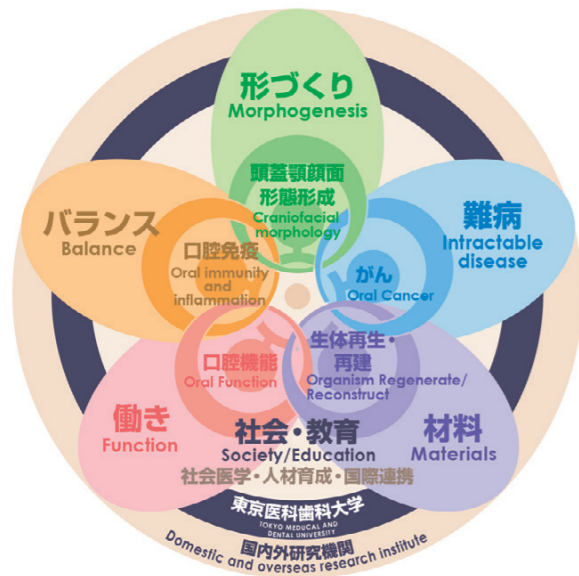 形づくり
Morphogenesis
頭蓋顎顔面
形態形成
Craniofacial
morphology
バランス
Balance
口腔免疫
Oral immunity
and
inflammation
難病
Intractable
disease
がん
Oral Cancer
口腔機能
Oral Function
生体再生・
再建
Organism Regenerate/
Reconstruct
働き
Function
材料
Materials
社会・教育
Society/Education
社会医学・人材育成・国際連携
東京医科歯科大学
TOKYO MEDUCAL AND
DENTAL UNIVERSITY
国内外研究機関
Domestic and overseas research institute